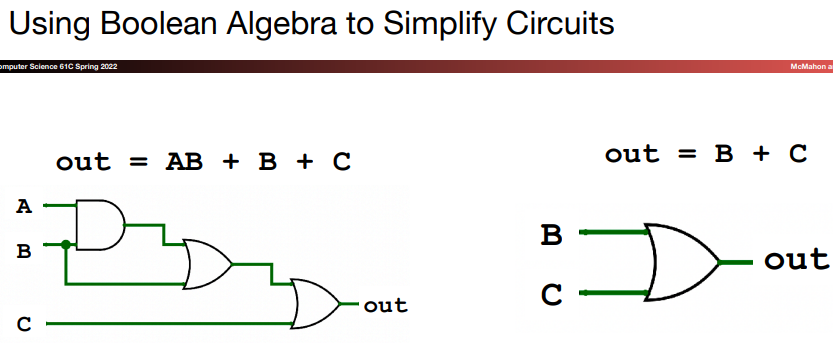 Using Boolean Algebra to Simplify Circuits
omputer Science 61C Spring 2022
McMahon a
out = AB + B + C
out = B + C
A
B
C
out
B
C
out